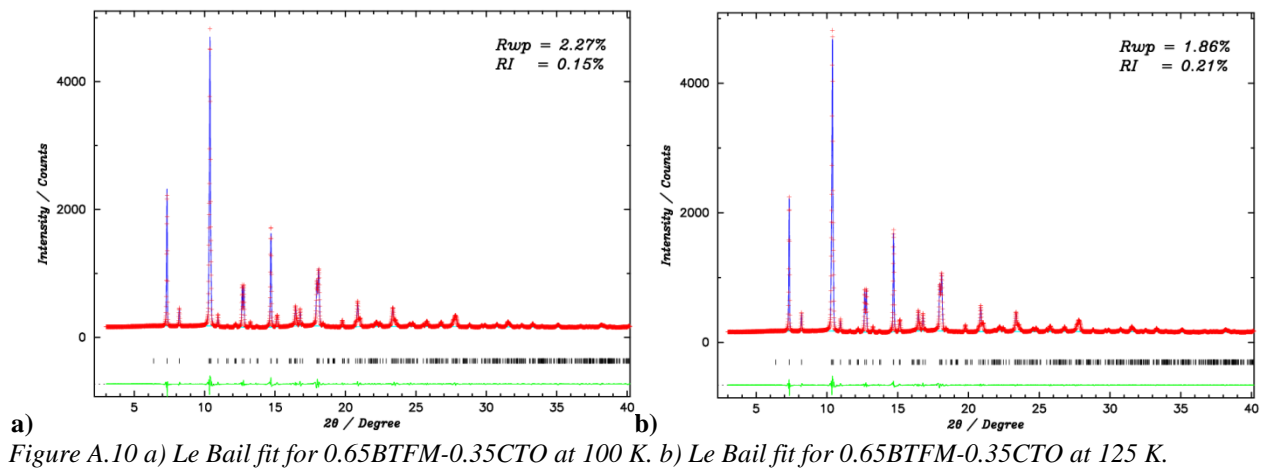 Rwp = 2.27%
RI = 0.15%
4000
2000
0
Intensity / Counts
5 10 15 20 25 30 35 40
2θ / Degree
a)
Rwp = 1.86%
RI = 0.21%
4000
2000
0
Intensity / Counts
5 10 15 20 25 30 35 40
2θ / Degree
b)
Figure A.10 a) Le Bail fit for 0.65BTFM-0.35CTO at 100 K. b) Le Bail fit for 0.65BTFM-0.35CTO at 125 K.